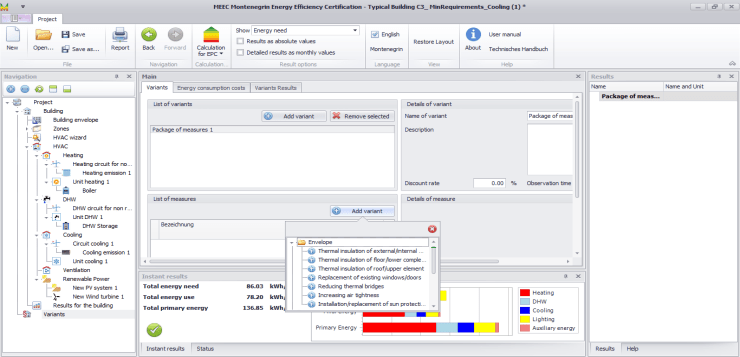 MEEC Montenegrin Energy Efficiency Certification - Typical Building C3_ MinRequirements_Cooling (1) *
Project
New
Open...
Save
Save as...
Report
Back
Forward
Calculation for EPC
Show Energy need
Results as absolute values
Detailed results as monthly values
English
Montenegrin
Restore Layout
About
User manual
Technisches Handbuch
File
Navigation
Calculation...
Result options
Language
View
Help
Navigation
Project
Building
Building envelope
Zones
HVAC wizard
HVAC
Heating
Heating circuit for no...
Heating emission 1
Unit heating 1
Boiler
DHW
DHW circuit for non r...
Unit DHW 1
DHW Storage
Cooling
Circuit cooling 1
Cooling emission 1
Unit cooling 1
Ventilation
Renewable Power
New PV system 1
New Wind turbine 1
Results for the building
Variants
Main
Variants
Energy consumption costs
Variants Results
List of variants
Add variant
Remove selected
Package of measures 1
Details of variant
Name of variant
Package of meas
Description
Discount rate
0.00 %
Observation time
List of measures
Add variant
Bezeichnung
Details of measure
Envelope
Thermal insulation of external/internal ...
Thermal insulation of floor/lower comple...
Thermal insulation of roof/upper element
Replacement of existing windows/doors
Reducing thermal bridges
Increasing air tightness
Installation/replacement of sun protecti...
Instant results
Total energy need 86.03 kWh/
Total energy use 78.20 kWh/
Total primary energy 136.85 kWh/
Primary Energy
Heating
DHW
Cooling
Lighting
Auxiliary energy
Instant results
Status
Results
Name
Name and Unit
Package of meas...
Results
Help